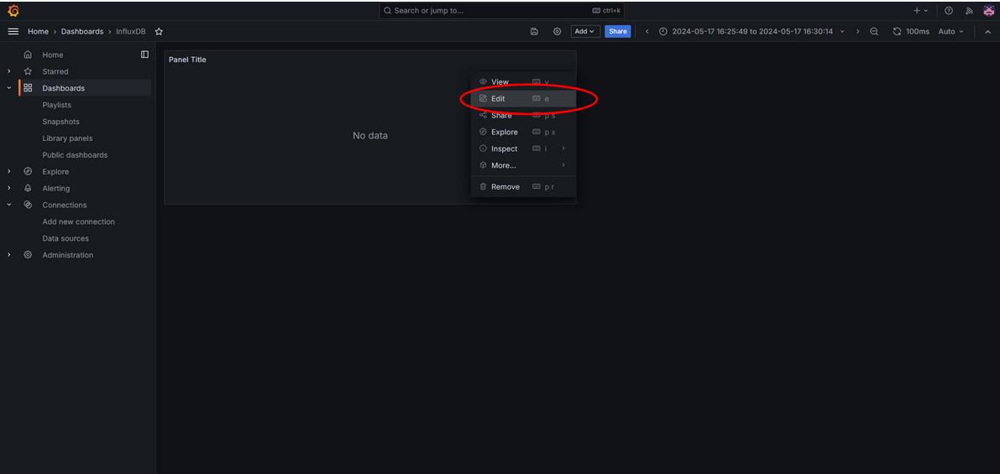 Search or jump to... ctrl+k
Home › Dashboards › InfluxDB
Add
Share
2024-05-17 16:25:49 to 2024-05-17 16:30:14
100ms
Auto
Home
Starred
Dashboards
Playlists
Snapshots
Library panels
Public dashboards
Explore
Alerting
Connections
Add new connection
Data sources
Administration
Panel Title
No data
View v
Edit e
Share p s
Explore p x
Inspect i
More...
Remove p r